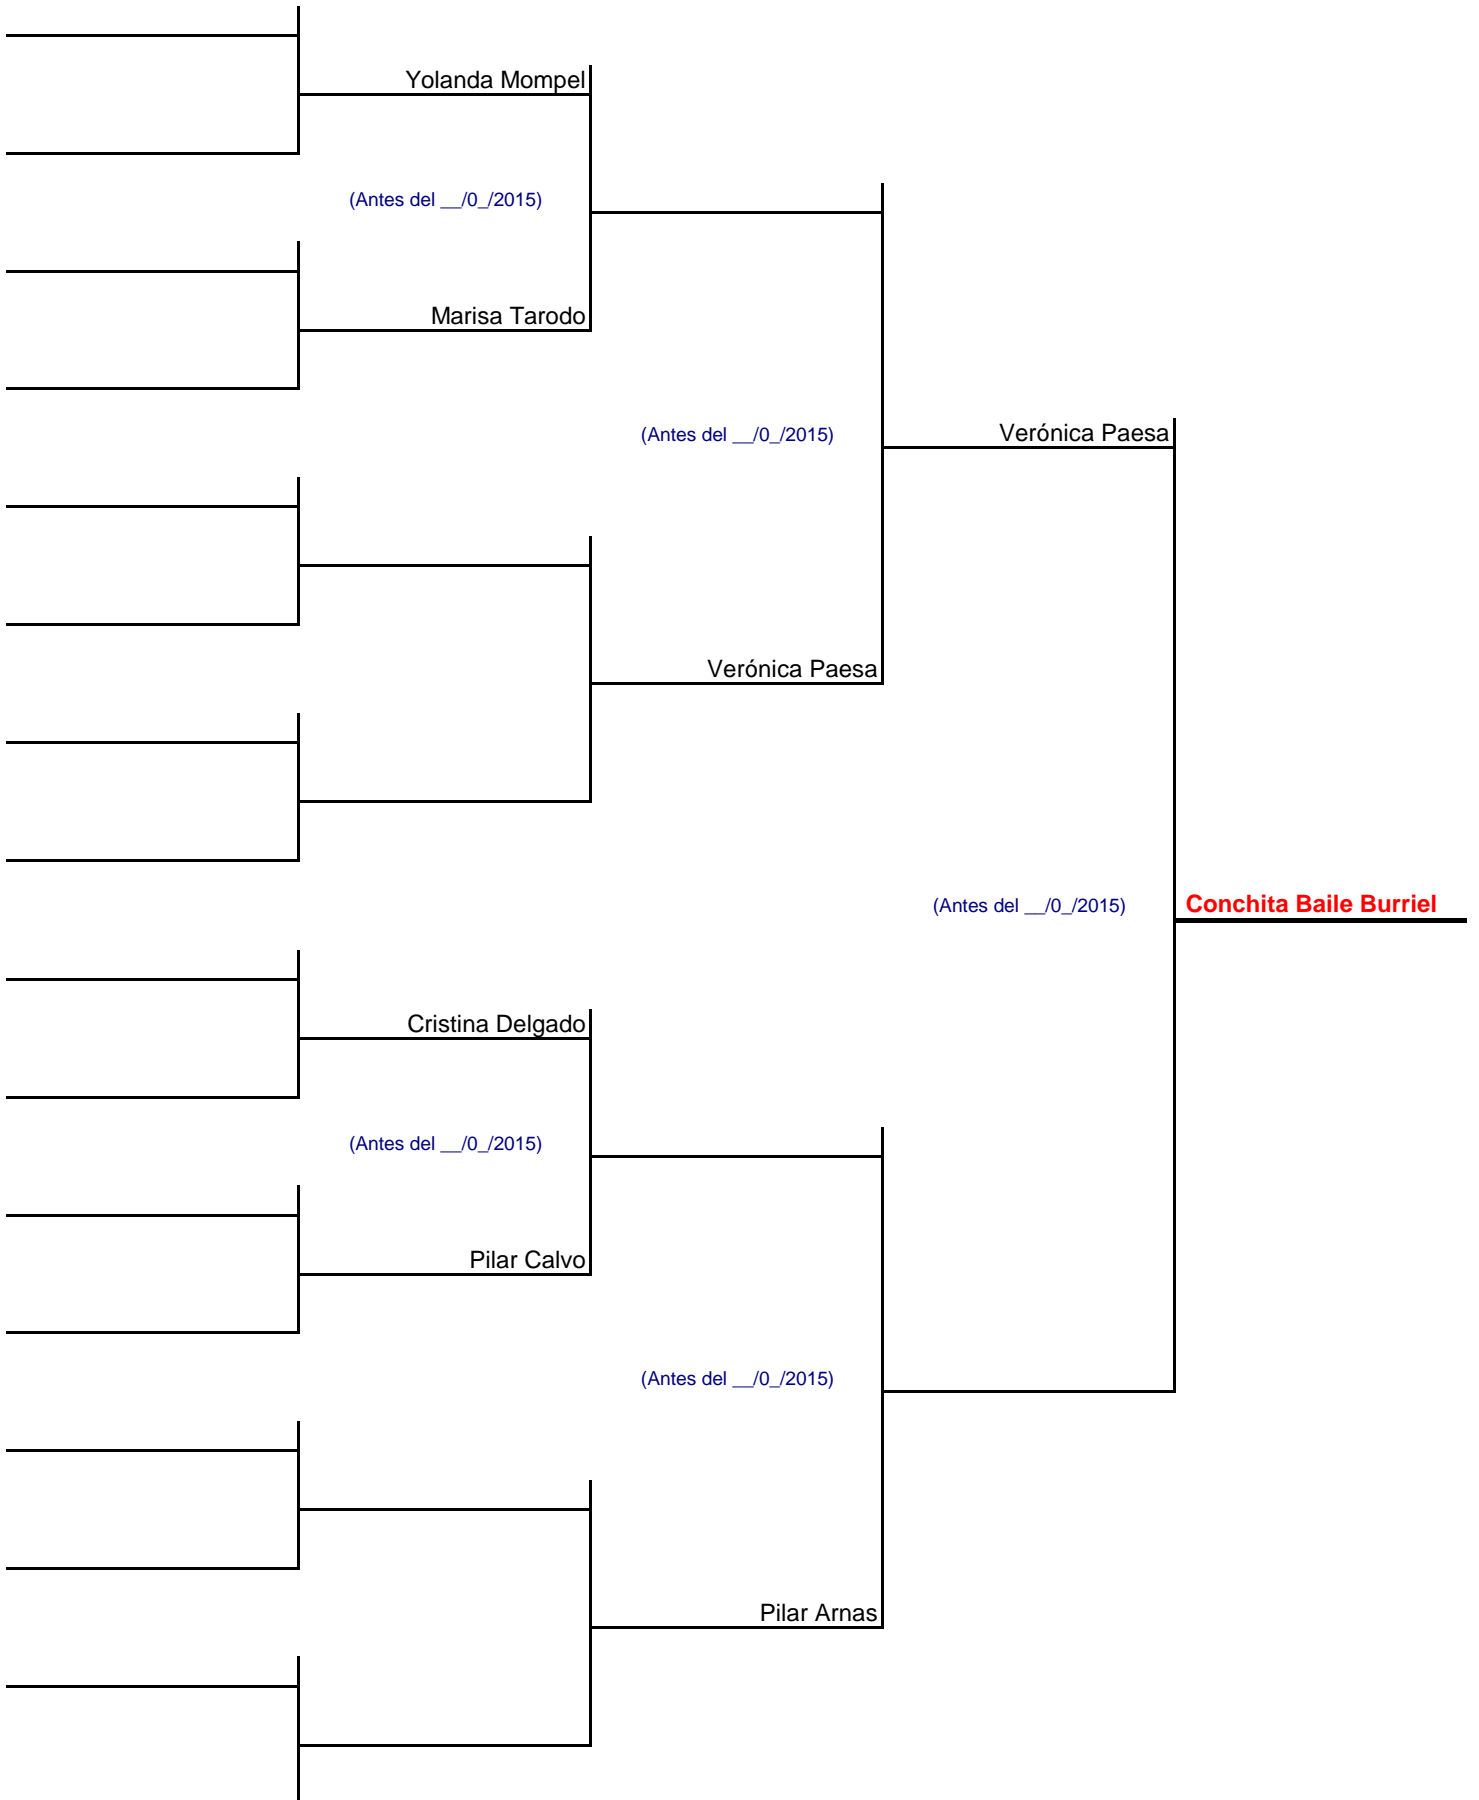 Yolanda Mompel
(Antes del __/0_/2015)
Marisa Tarodo
(Antes del __/0_/2015)
Verónica Paesa
Verónica Paesa
(Antes del __/0_/2015)
Conchita Baile Burriel
Cristina Delgado
(Antes del __/0_/2015)
Pilar Calvo
(Antes del __/0_/2015)
Pilar Arnas